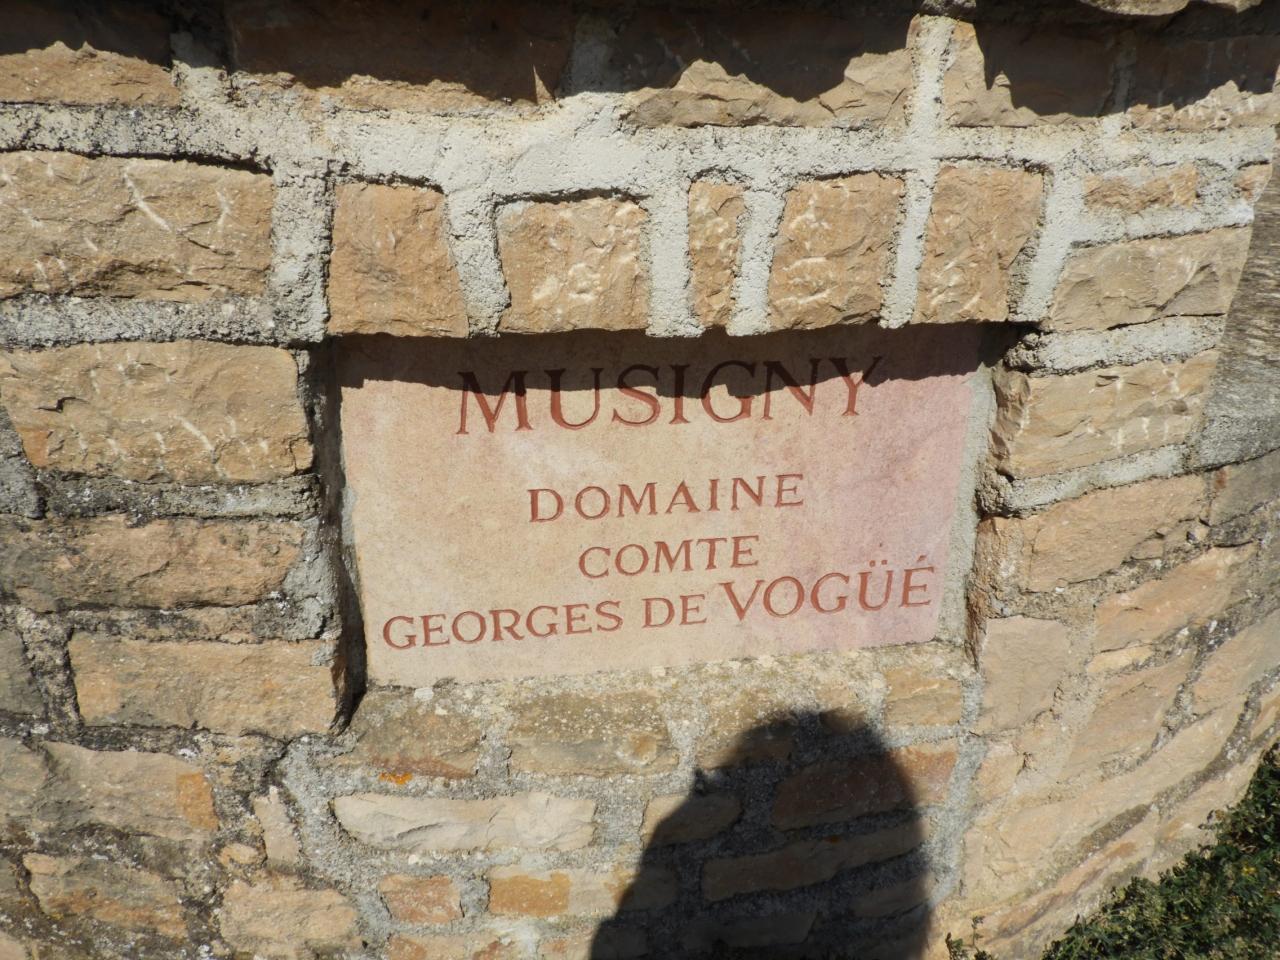 MUSIGNY
DOMAINE
COMTE
GEORGES DE VOGÜÉ